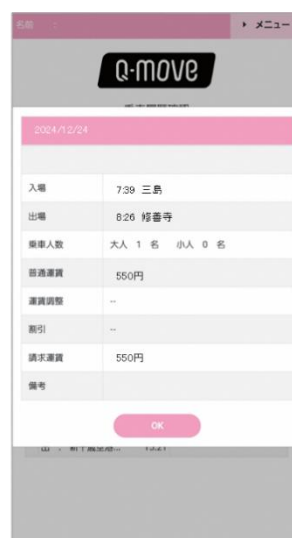 名前 :
メニュー
Q-move
2024/12/24
入場 7:39 三島
出場 8:26 修善寺
乗車人数 大人 1 名 小人 0 名
普通運賃 550円
運賃調整 --
割引 --
請求運賃 550円
備考
OK